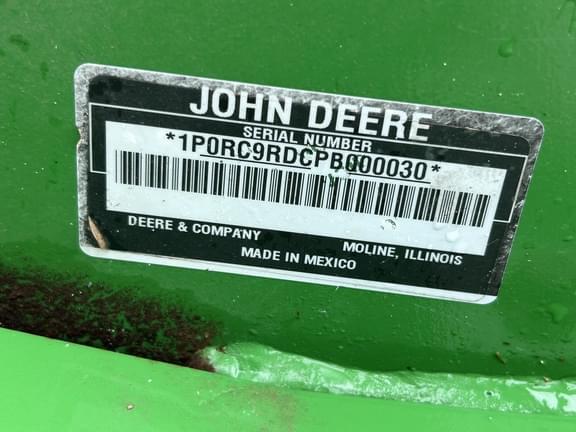 JOHN DEERE
SERIAL NUMBER
*1P0RC9RDCPB000030*
DEERE & COMPANY MOLINE, ILLINOIS
MADE IN MEXICO